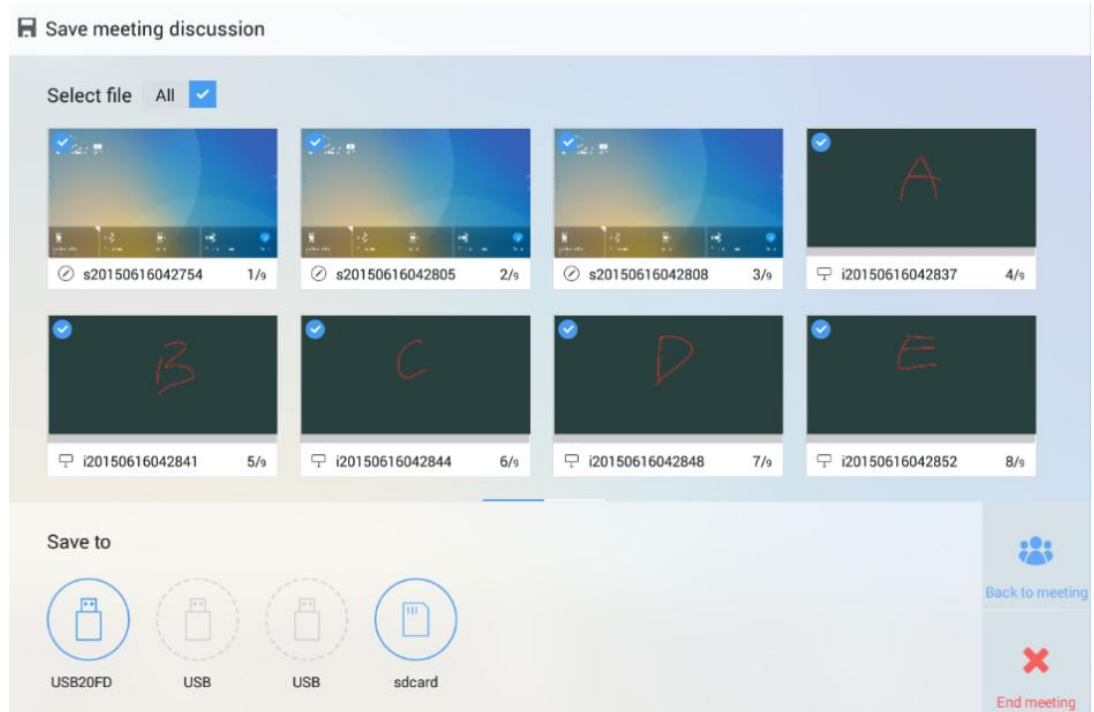 Save meeting discussion
Select file All
s20150616042754 1/9
s20150616042805 2/9
s20150616042808 3/9
A
i20150616042837 4/9
B
i20150616042841 5/9
C
i20150616042844 6/9
D
i20150616042848 7/9
E
i20150616042852 8/9
Save to
USB20FD
USB
USB
sdcard
Back to meeting
End meeting